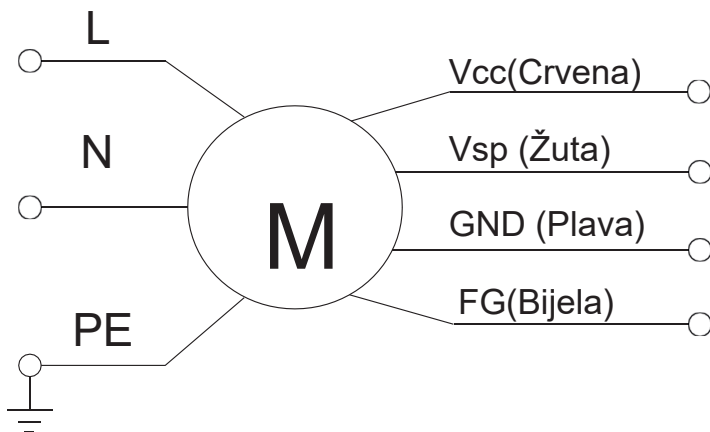 L
N
PE
M
Vcc(Crvena)
Vsp (Žuta)
GND (Plava)
FG(Bijela)